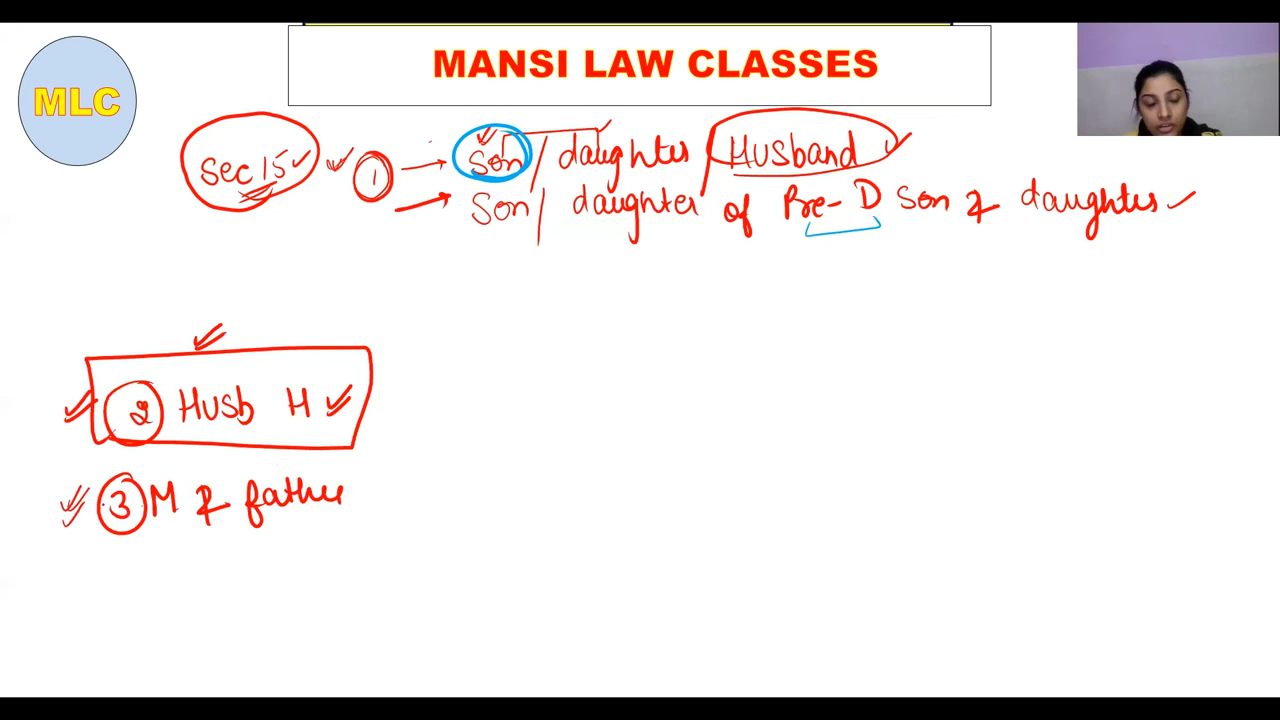 MANSI LAW CLASSES
MLC
Sec 15 1 Son / daughter / Husband
Son / daughter of Pre-D Son & daughter
2 Husb H
3 M & father